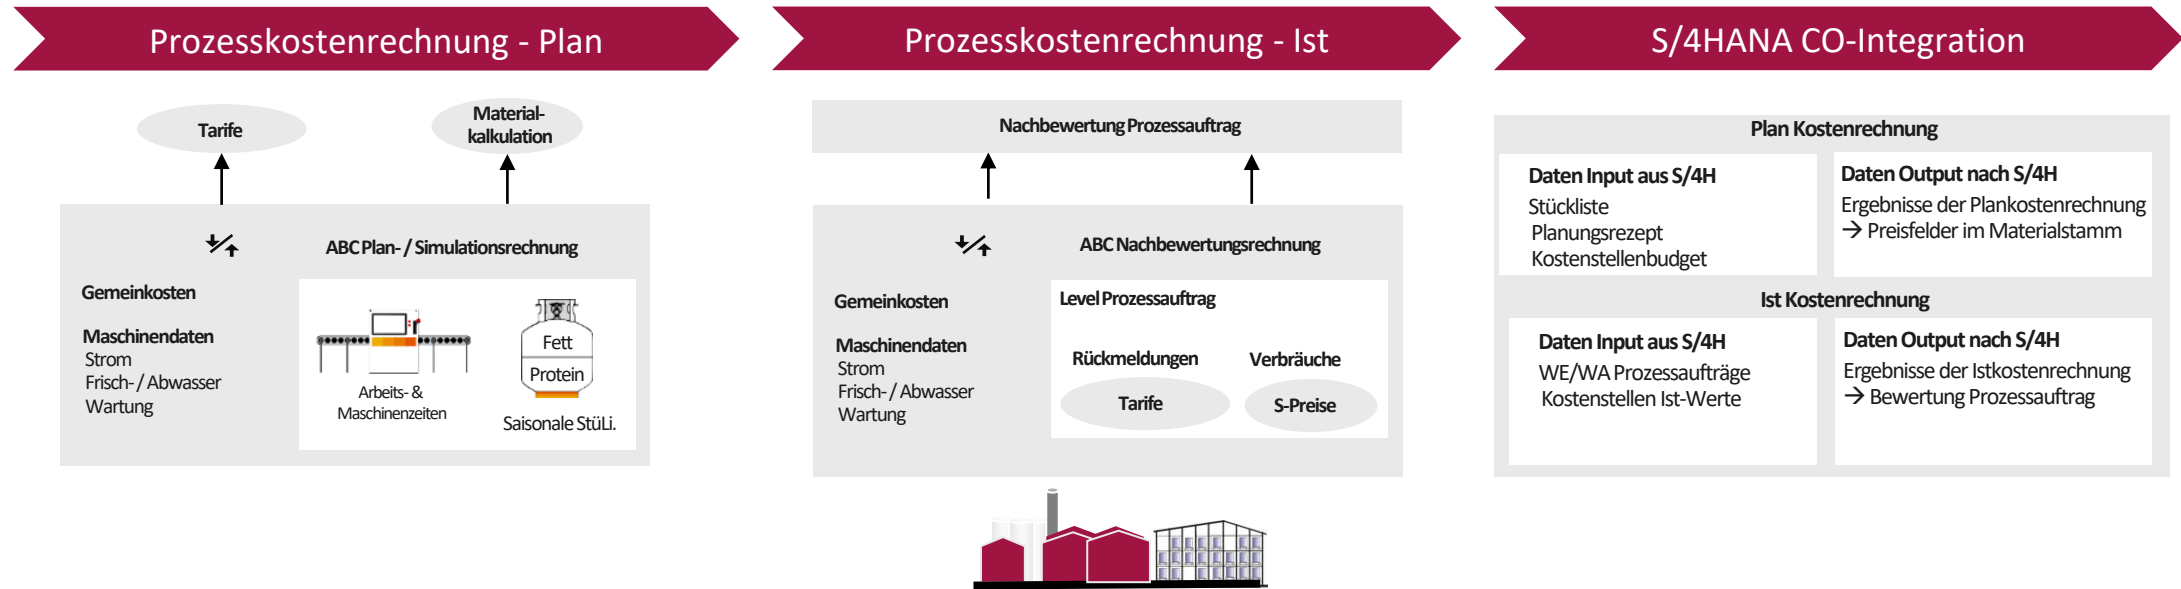 Prozesskostenrechnung - Plan
Tarife
Material-
kalkulation
ABC Plan- / Simulationsrechnung
Gemeinkosten
Maschinendaten
Strom
Frisch- / Abwasser
Wartung
Arbeits- &
Maschinenzeiten
Fett
Protein
Saisonale StüLi.
Prozesskostenrechnung - Ist
Nachbewertung Prozessauftrag
ABC Nachbewertungsrechnung
Gemeinkosten
Maschinendaten
Strom
Frisch- / Abwasser
Wartung
Level Prozessauftrag
Rückmeldungen
Verbräuche
Tarife
S-Preise
S/4HANA CO-Integration
Plan Kostenrechnung
Daten Input aus S/4H
Stückliste
Planungsrezept
Kostenstellenbudget
Daten Output nach S/4H
Ergebnisse der Plankostenrechnung
→ Preisfelder im Materialstamm
Ist Kostenrechnung
Daten Input aus S/4H
WE/WA Prozessaufträge
Kostenstellen Ist-Werte
Daten Output nach S/4H
Ergebnisse der Istkostenrechnung
→ Bewertung Prozessauftrag